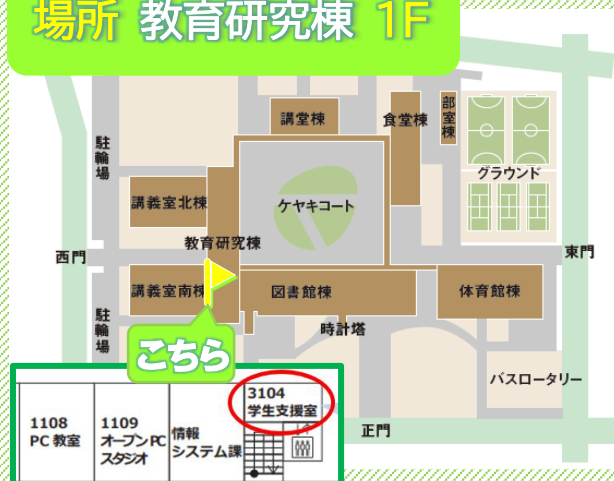 場所 教育研究棟 1F
講堂棟
食堂棟
部室棟
駐輪場
グラウンド
講義室北棟
ケヤキコート
教育研究棟
西門
東門
講義室南棟
図書館棟
体育館棟
駐輪場
時計塔
こちら
バスロータリー
正門
1108
PC 教室
1109
オープン PC
スタジオ
情報
システム課
3104
学生支援室